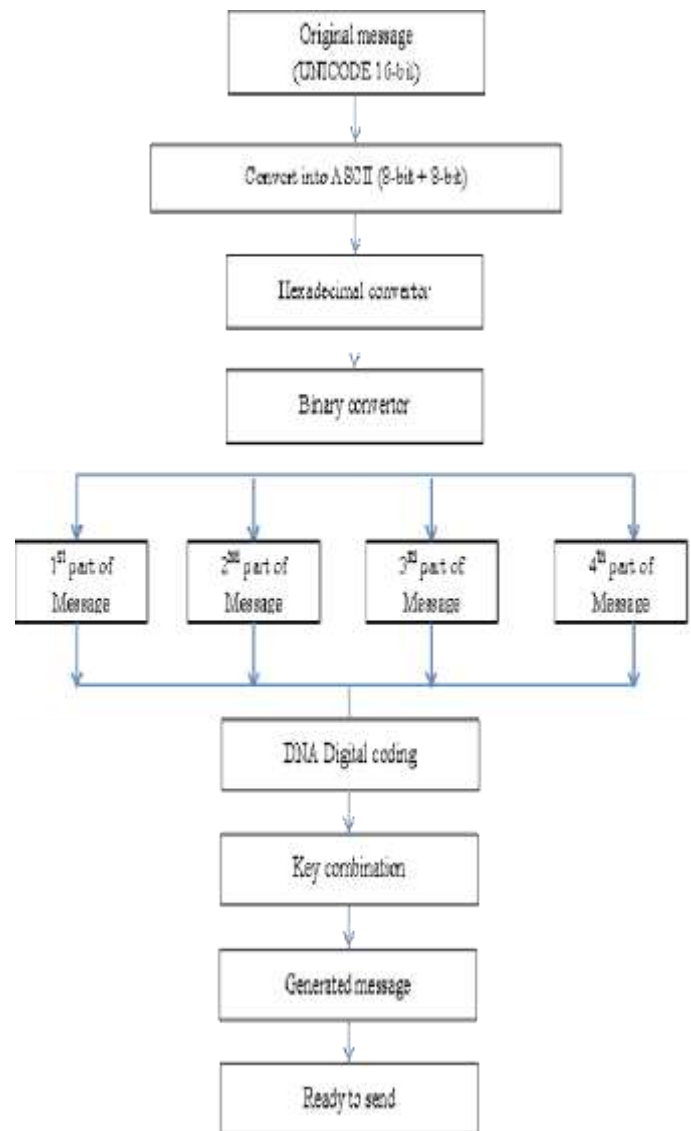 Original message
(UNICODE 16-bit)
Convert into ASCII (8-bit + 8-bit)
Hexadecimal convertor
Binary convertor
1st part of
Message
2nd part of
Message
3rd part of
Message
4th part of
Message
DNA Digital coding
Key combination
Generated message
Ready to send